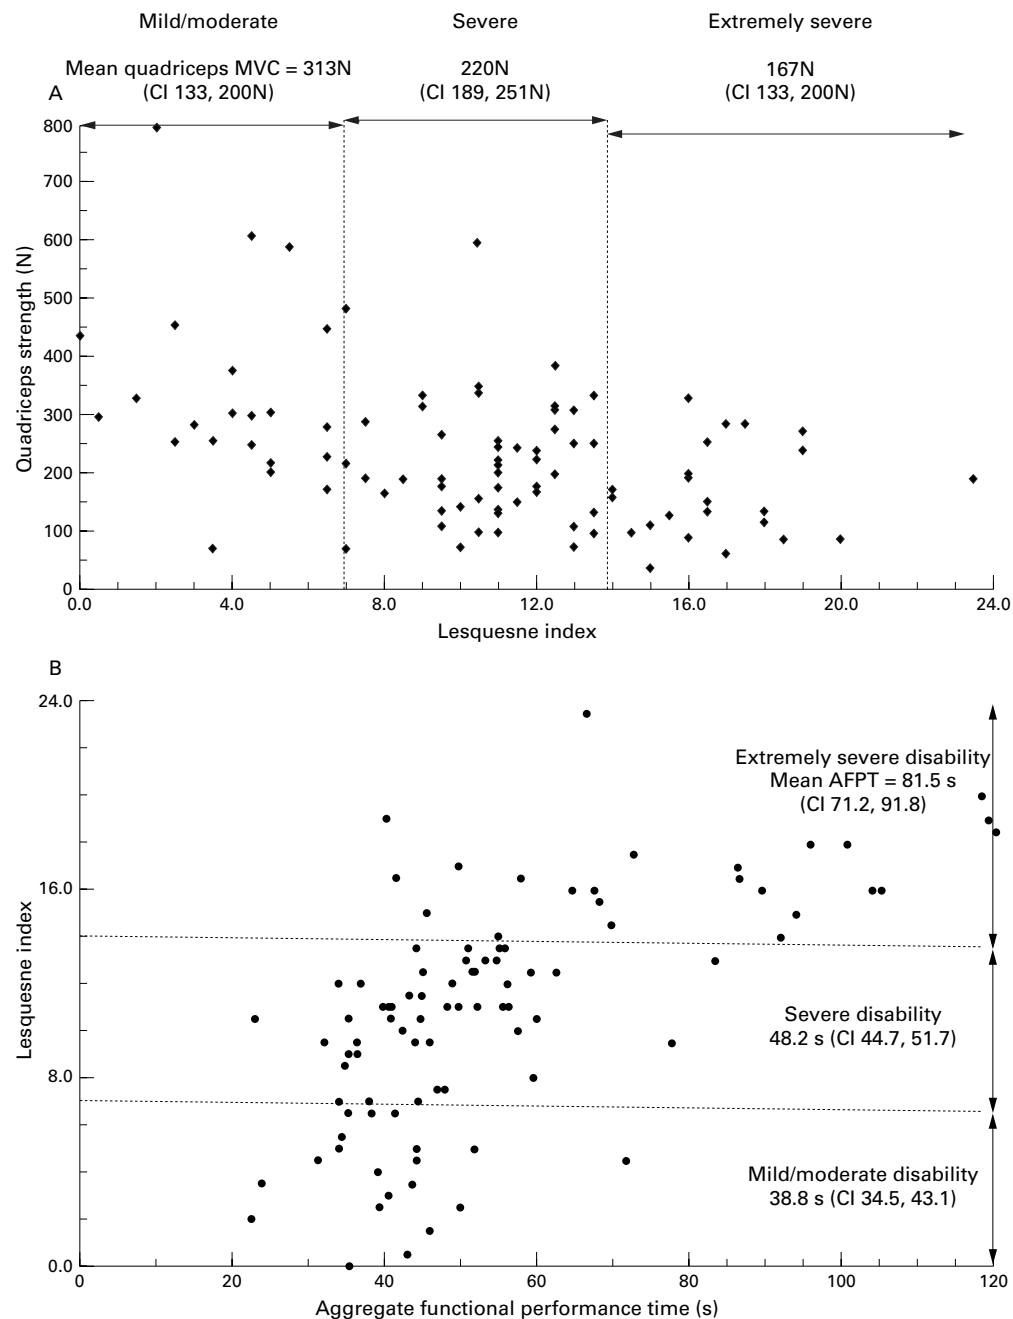 Mild/moderate Severe Extremely severe
Mean quadriceps MVC = 313N 220N 167N
(CI 133, 200N) (CI 189, 251N) (CI 133, 200N)
A
800
700
600
500
400
300
200
100
0
Quadriceps strength (N)
0.0 4.0 8.0 12.0 16.0 20.0 24.0
Lesquesne index
B
24.0
16.0
8.0
0.0
Lesquesne index
Extremely severe disability
Mean AFPT = 81.5 s
(CI 71.2, 91.8)
Severe disability
48.2 s (CI 44.7, 51.7)
Mild/moderate disability
38.8 s (CI 34.5, 43.1)
0 20 40 60 80 100 120
Aggregate functional performance time (s)